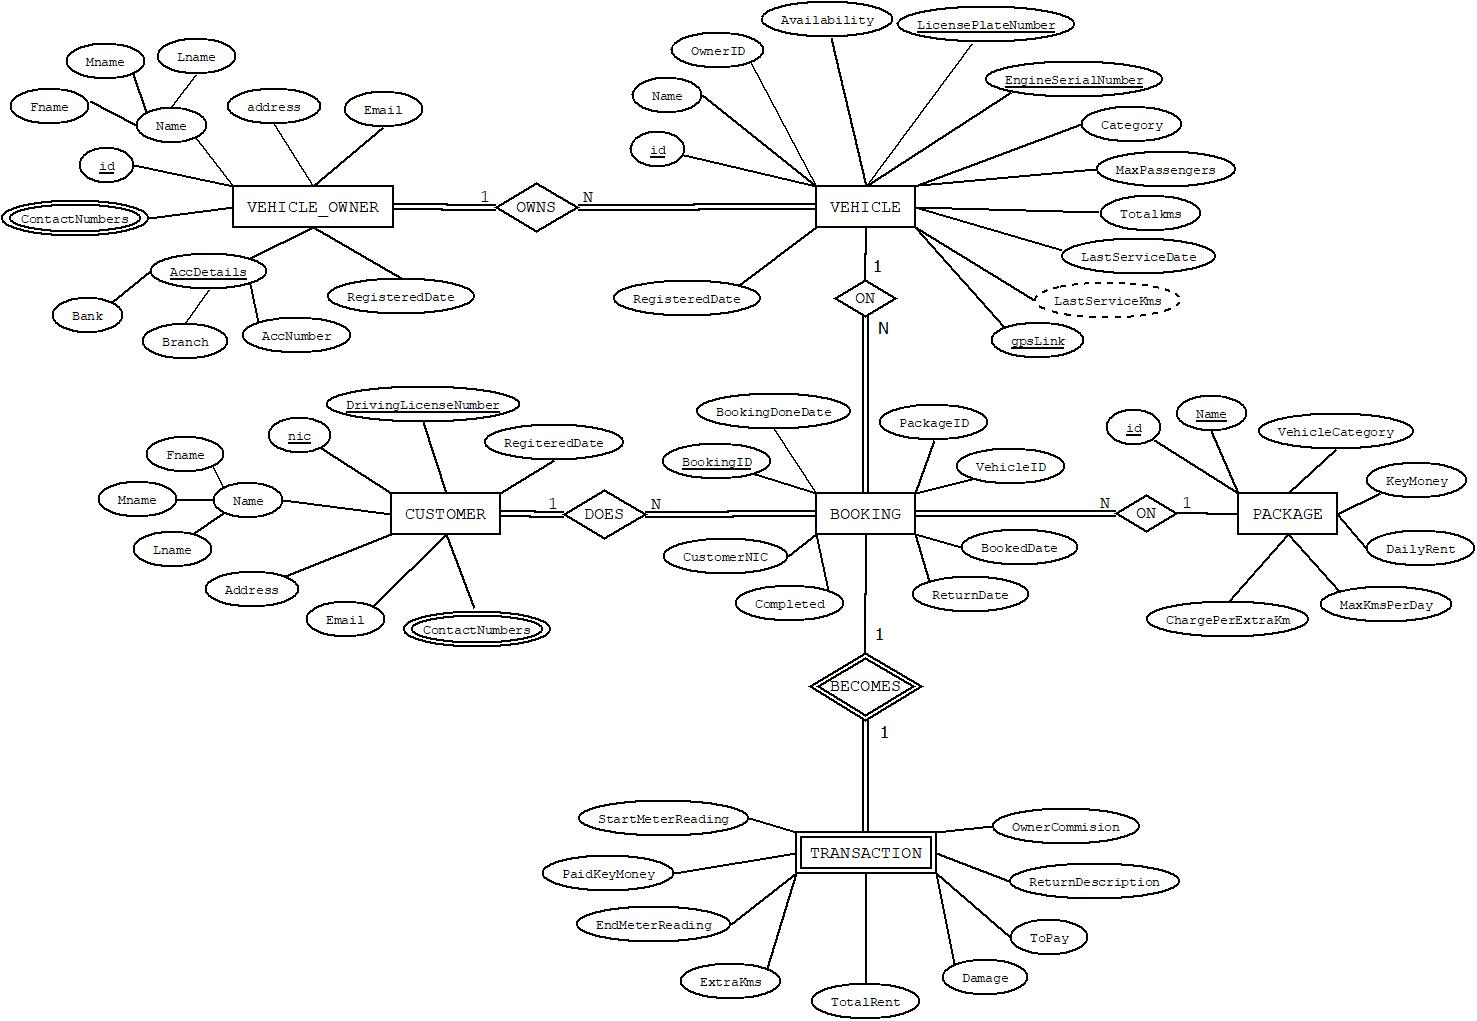 Availability
LicensePlateNumber
OwnerID
EngineSerialNumber
Name
Category
id
MaxPassengers
Totalkms
LastServiceDate
LastServiceKms
gpsLink
RegisteredDate
VEHICLE
Lname
Mname
Fname
Name
address
Email
id
ContactNumbers
VEHICLE_OWNER
1
OWNS
N
AccDetails
Bank
Branch
AccNumber
RegisteredDate
1
ON
N
DrivingLicenseNumber
nic
RegiteredDate
Fname
Mname
Name
Lname
CUSTOMER
Address
Email
ContactNumbers
1
DOES
N
BookingDoneDate
PackageID
BookingID
VehicleID
BOOKING
CustomerNIC
BookedDate
Completed
ReturnDate
N
ON
1
id
Name
VehicleCategory
KeyMoney
PACKAGE
DailyRent
MaxKmsPerDay
ChargePerExtraKm
1
BECOMES
1
StartMeterReading
OwnerCommision
TRANSACTION
PaidKeyMoney
ReturnDescription
EndMeterReading
ToPay
ExtraKms
Damage
TotalRent